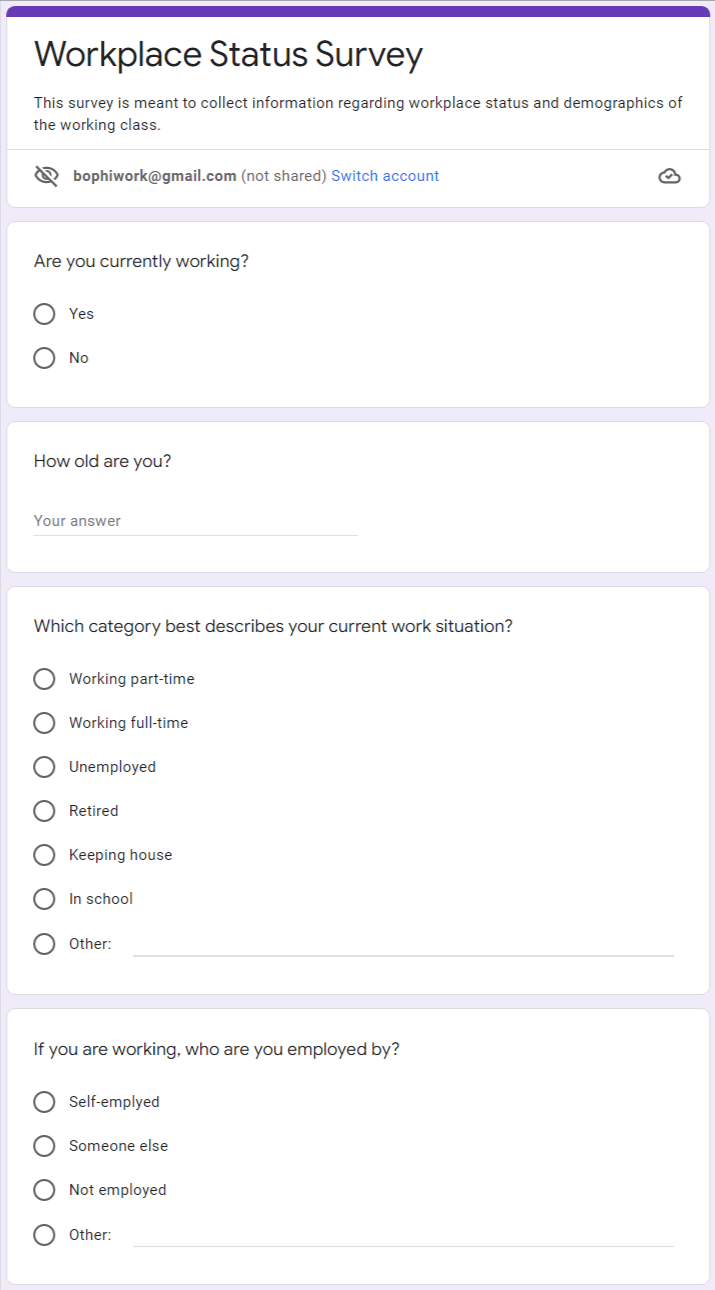 Workplace Status Survey
This survey is meant to collect information regarding workplace status and demographics of
the working class.
bophiwork@gmail.com (not shared) Switch account
Are you currently working?
Yes
No
How old are you?
Your answer
Which category best describes your current work situation?
Working part-time
Working full-time
Unemployed
Retired
Keeping house
In school
Other:
If you are working, who are you employed by?
Self-emplyed
Someone else
Not employed
Other: